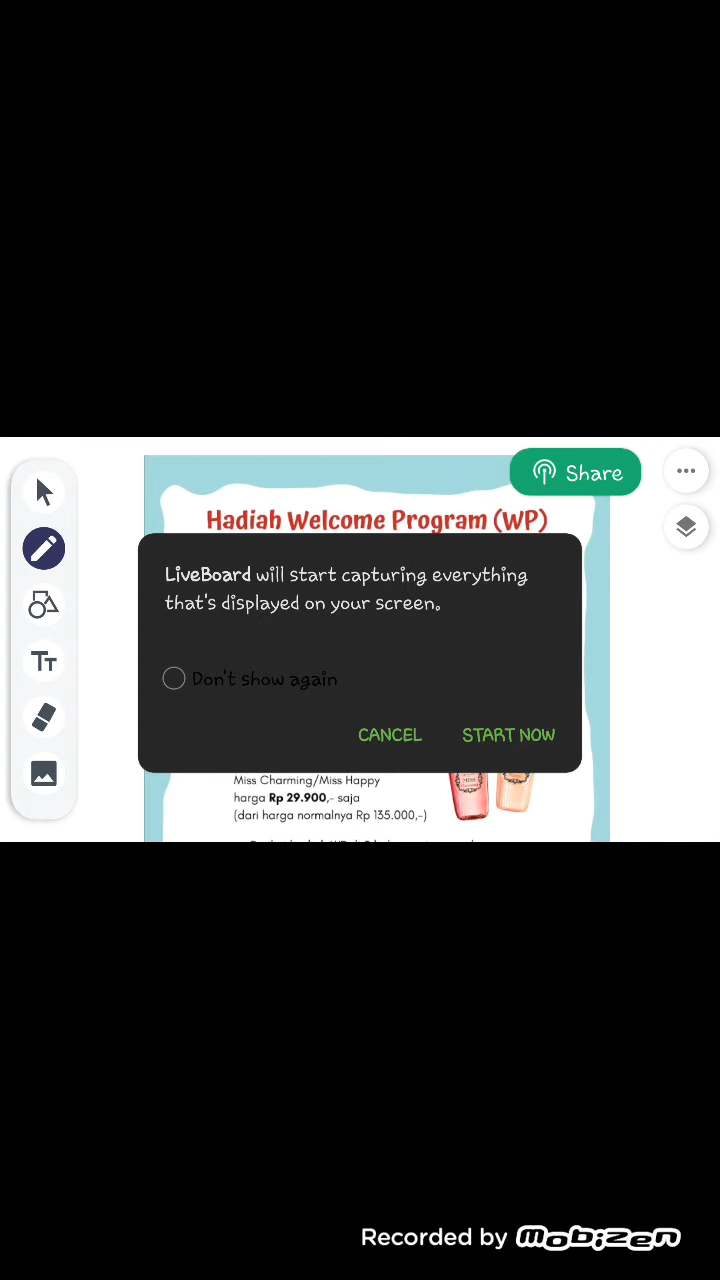 Share
Hadiah Welcome Program (WP)
LiveBoard will start capturing everything
that's displayed on your screen.
Don't show again
CANCEL START NOW
Tт
Miss Charming/Miss Happy
harga Rp 29.900,- saja
(dari harga normalnya Rp 135.000,-)
MISS
Recorded by mobizen